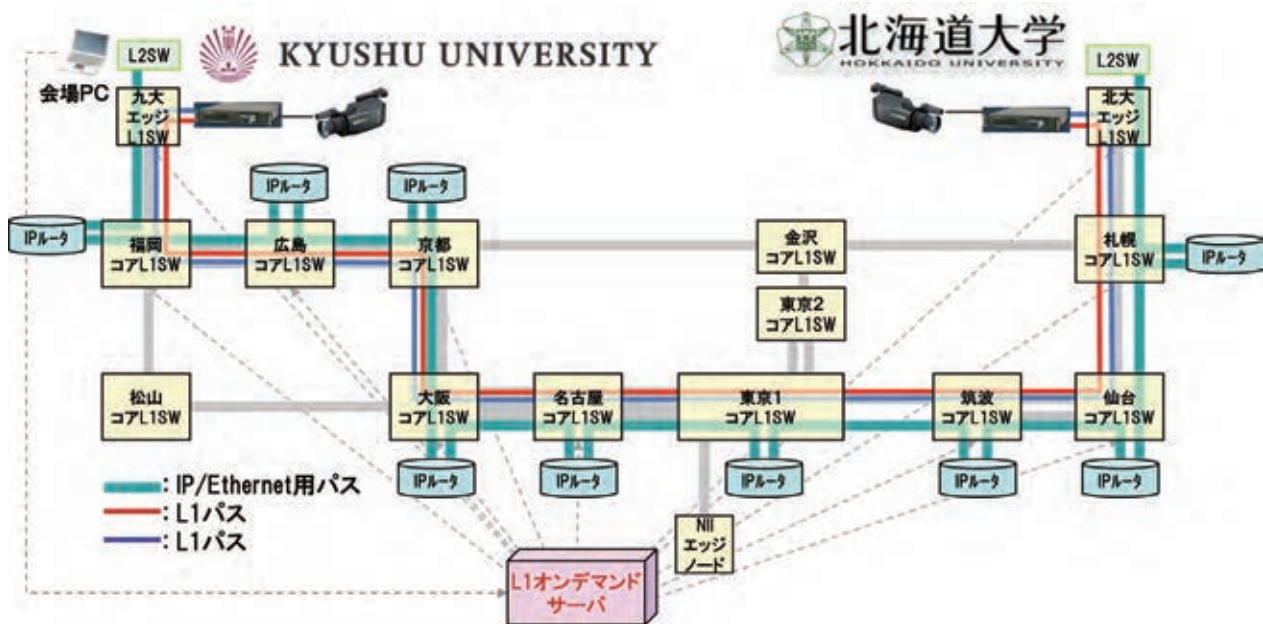 L2SW
KYUSHU UNIVERSITY
北海道大学
HOKKAIDO UNIVERSITY
L2SW
会場PC
九大
エッジ
L1SW
北大
エッジ
L1SW
IPルータ
IPルータ
IPルータ
福岡
コアL1SW
広島
コアL1SW
京都
コアL1SW
金沢
コアL1SW
札幌
コアL1SW
IPルータ
東京2
コアL1SW
松山
コアL1SW
大阪
コアL1SW
名古屋
コアL1SW
東京1
コアL1SW
筑波
コアL1SW
仙台
コアL1SW
IPルータ
IPルータ
IPルータ
IPルータ
IPルータ
:IP/Ethernet用パス
:L1パス
:L1パス
NII
エッジ
ノード
L1オンデマンド
サーバ